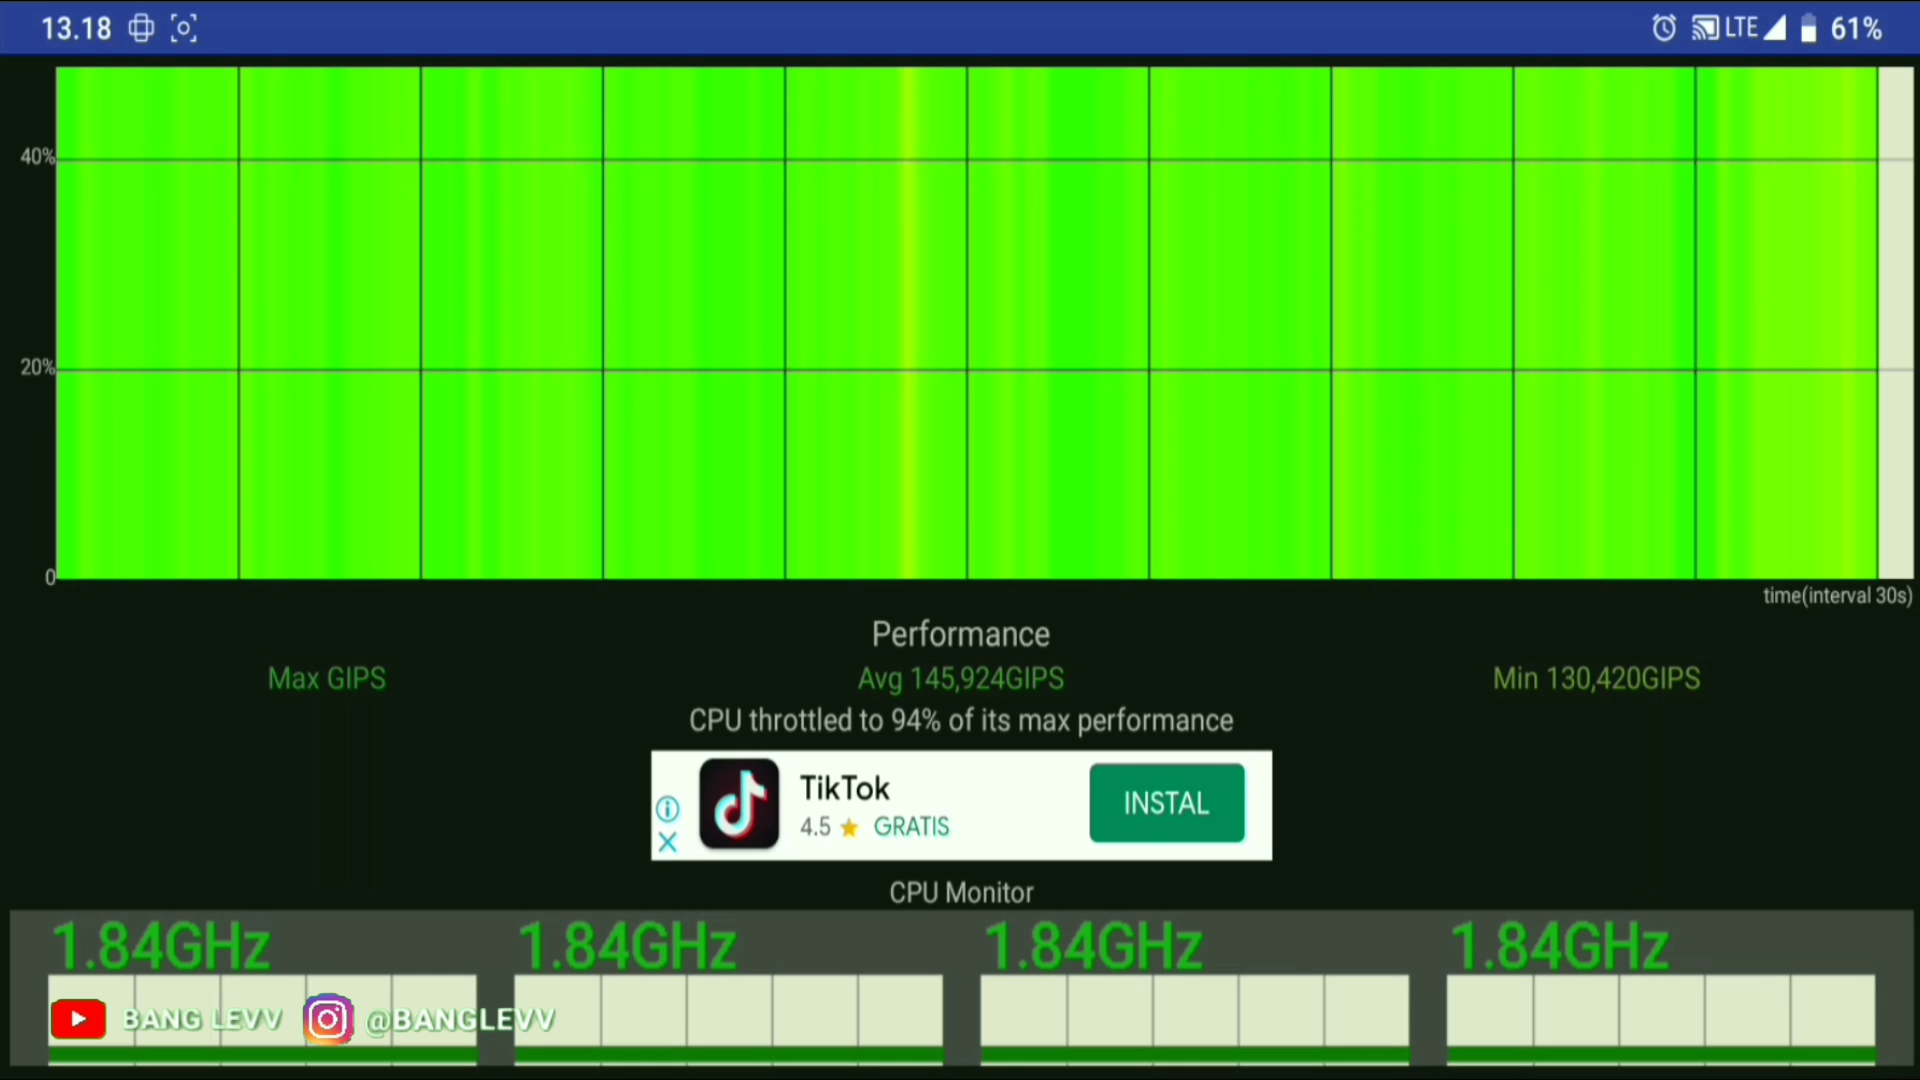 13.18 LTE 61%
40%
20%
0
time(interval 30s)
Performance
Max GIPS Avg 145,924GIPS Min 130,420GIPS
CPU throttled to 94% of its max performance
TikTok
4.5 GRATIS
INSTAL
CPU Monitor
1.84GHz 1.84GHz 1.84GHz 1.84GHz
BANG LEVV @BANGLEVV